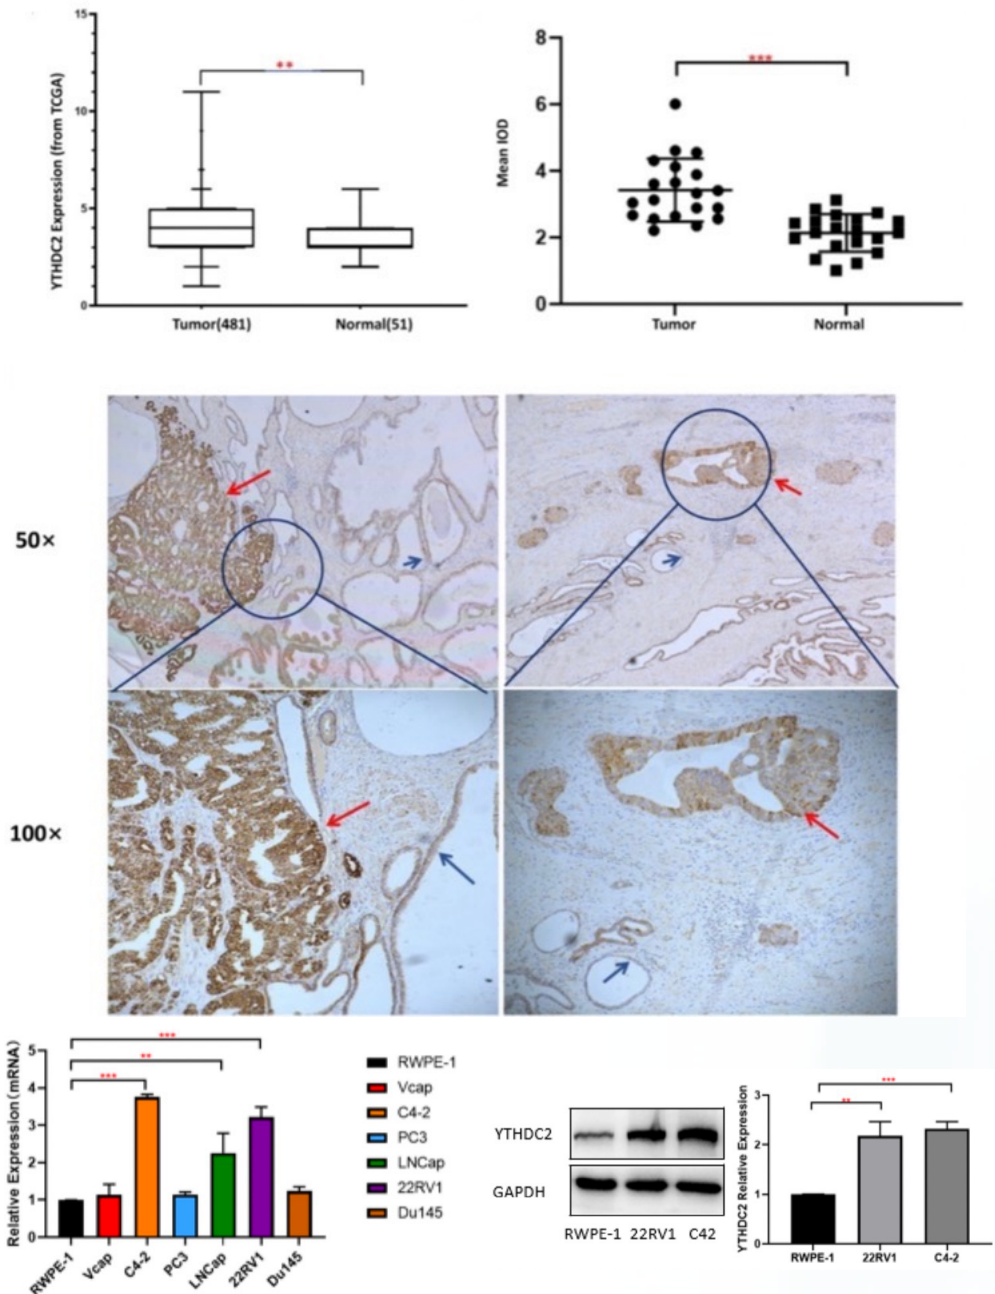 YTHDC2 Expression (from TCGA)
15
10
5
0
**
Tumor(481)
Normal(51)
Mean IOD
8
6
4
2
0
***
Tumor
Normal
50×
100×
Relative Expression(mRNA)
5
4
3
2
1
0
***
**
***
RWPE-1
Vcap
C4-2
PC3
LNCap
22RV1
Du145
RWPE-1
Vcap
C4-2
PC3
LNCap
22RV1
Du145
YTHDC2
GAPDH
RWPE-1 22RV1 C42
YTHDC2 Relative Expression
3
2
1
0
***
**
RWPE-1
22RV1
C4-2